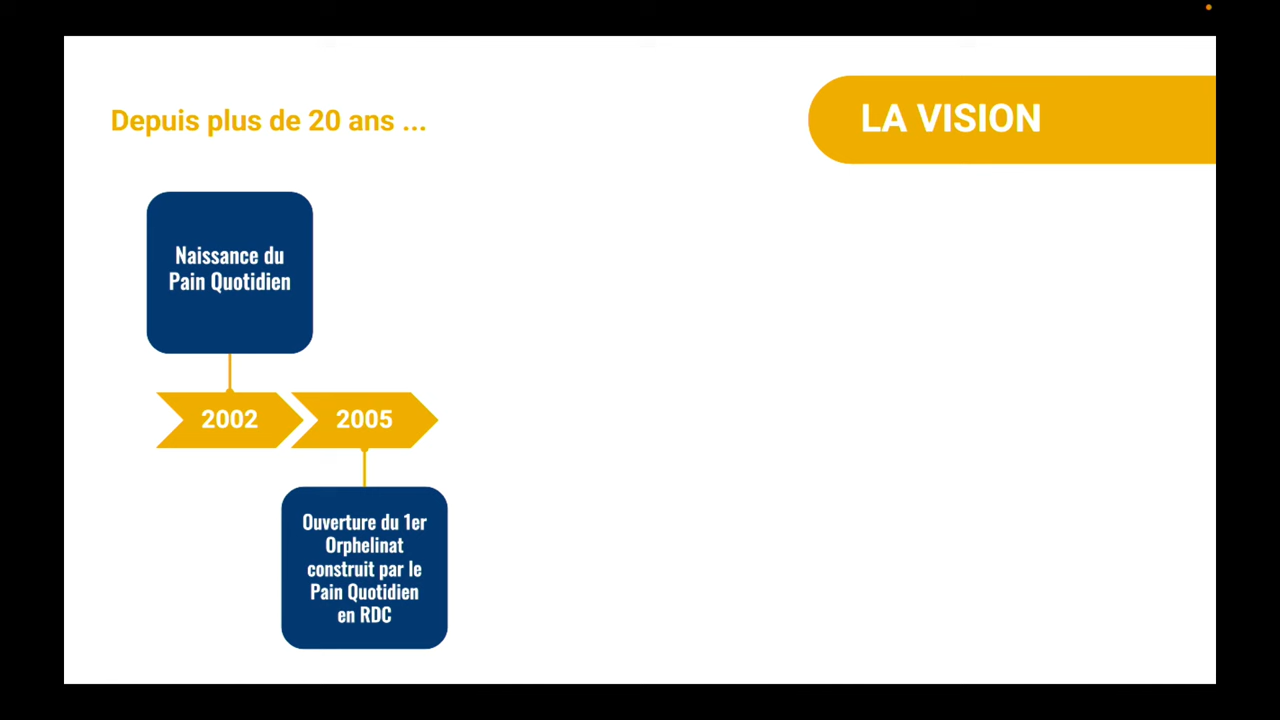 Depuis plus de 20 ans ...
LA VISION
Naissance du
Pain Quotidien
2002
2005
Ouverture du 1er
Orphelinat
construit par le
Pain Quotidien
en RDC